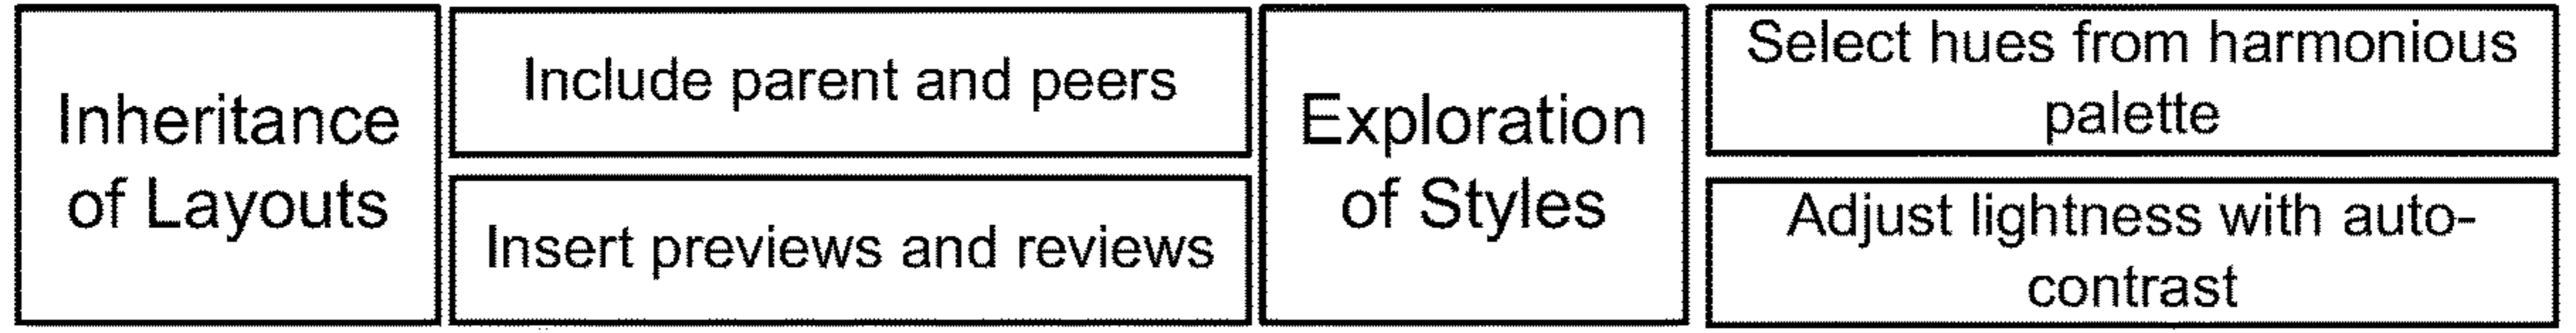 Inheritance
of Layouts
Include parent and peers
Insert previews and reviews
Exploration
of Styles
Select hues from harmonious
palette
Adjust lightness with auto-
contrast